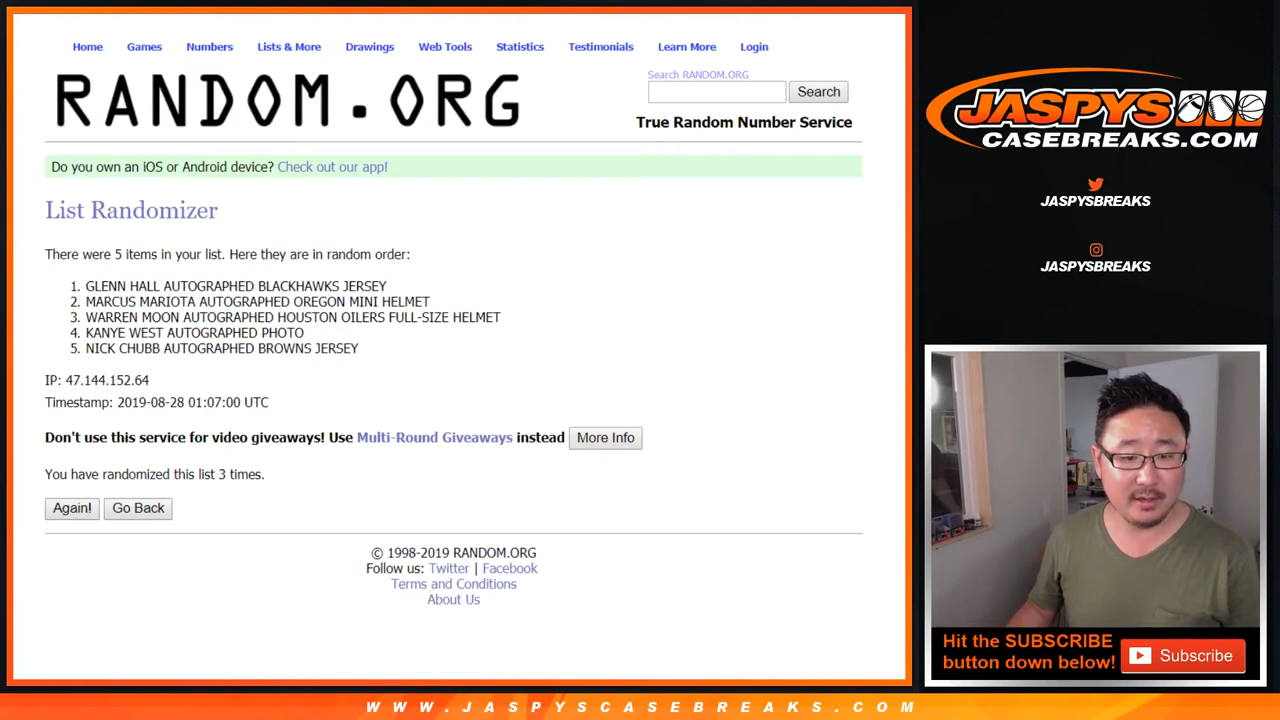 Home Games Numbers Lists & More Drawings Web Tools Statistics Testimonials Learn More Login
RANDOM.ORG
Search RANDOM.ORG
Search
True Random Number Service
Do you own an iOS or Android device? Check out our app!
List Randomizer
There were 5 items in your list. Here they are in random order:
1. GLENN HALL AUTOGRAPHED BLACKHAWKS JERSEY
2. MARCUS MARIOTA AUTOGRAPHED OREGON MINI HELMET
3. WARREN MOON AUTOGRAPHED HOUSTON OILERS FULL-SIZE HELMET
4. KANYE WEST AUTOGRAPHED PHOTO
5. NICK CHUBB AUTOGRAPHED BROWNS JERSEY
IP: 47.144.152.64
Timestamp: 2019-08-28 01:07:00 UTC
Don't use this service for video giveaways! Use Multi-Round Giveaways instead More Info
You have randomized this list 3 times.
Again! Go Back
© 1998-2019 RANDOM.ORG
Follow us: Twitter | Facebook
Terms and Conditions
About Us
JASPYS
CASEBREAKS.COM
JASPYSBREAKS
JASPYSBREAKS
Hit the SUBSCRIBE
button down below!
Subscribe
WWW.JASPYSCASEBREAKS.COM